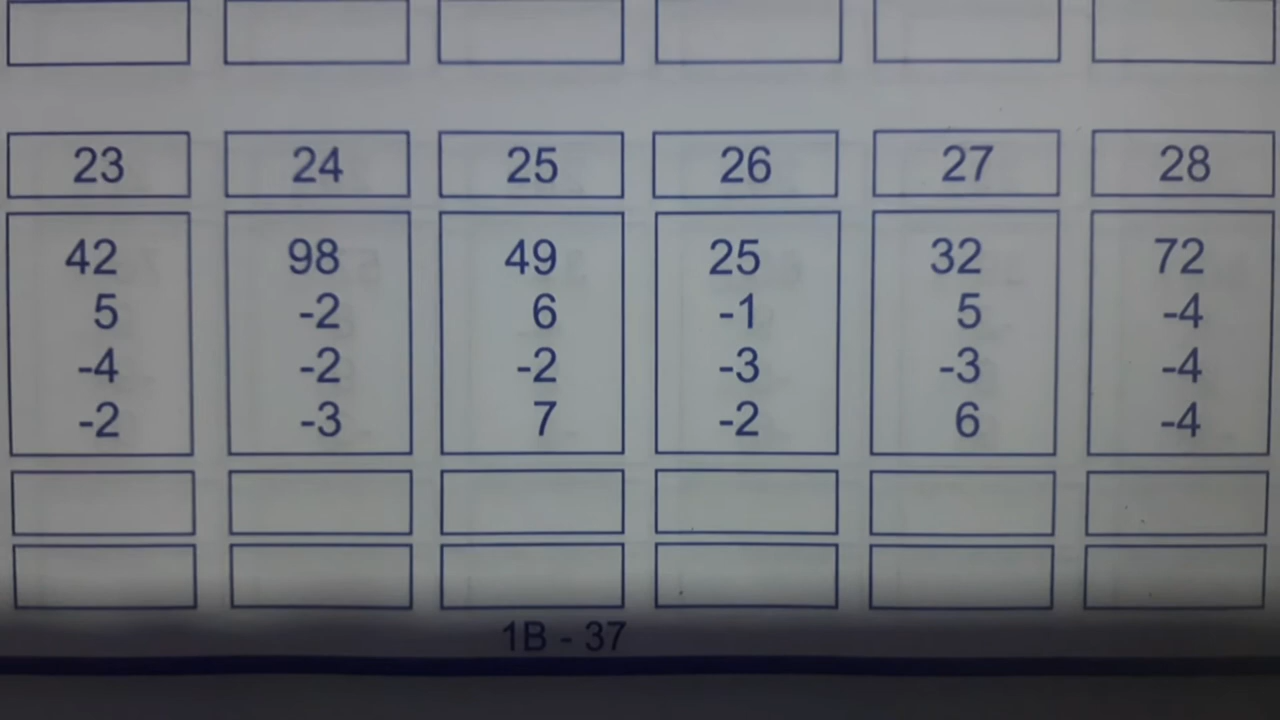 23 24 25 26 27 28
42 98 49 25 32 72
5 -2 6 -1 5 -4
-4 -2 -2 -3 -3 -4
-2 -3 7 -2 6 -4
1B - 37